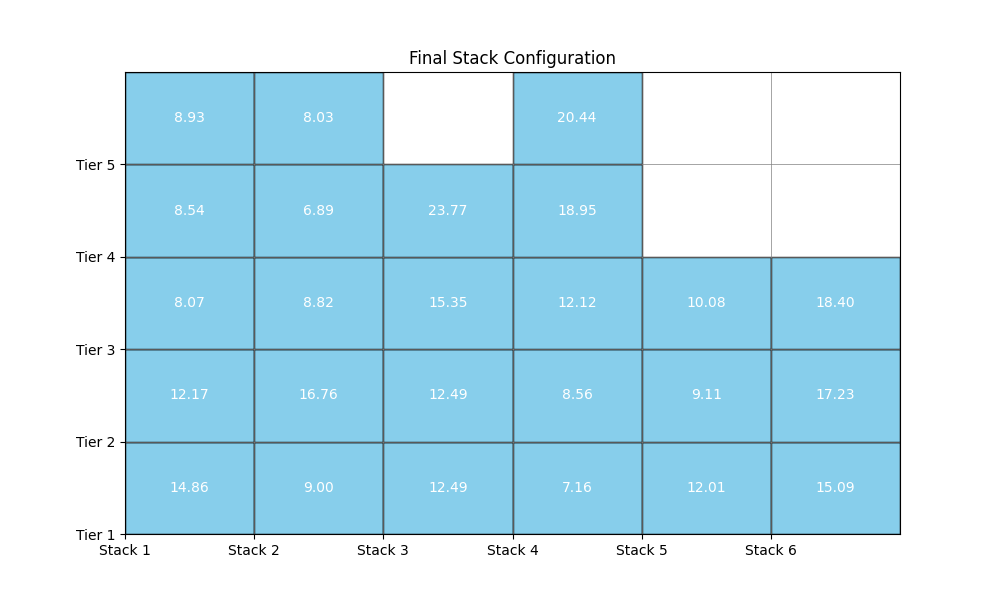 Final Stack Configuration
8.93 8.03 20.44
Tier 5
8.54 6.89 23.77 18.95
Tier 4
8.07 8.82 15.35 12.12 10.08 18.40
Tier 3
12.17 16.76 12.49 8.56 9.11 17.23
Tier 2
14.86 9.00 12.49 7.16 12.01 15.09
Tier 1
Stack 1 Stack 2 Stack 3 Stack 4 Stack 5 Stack 6